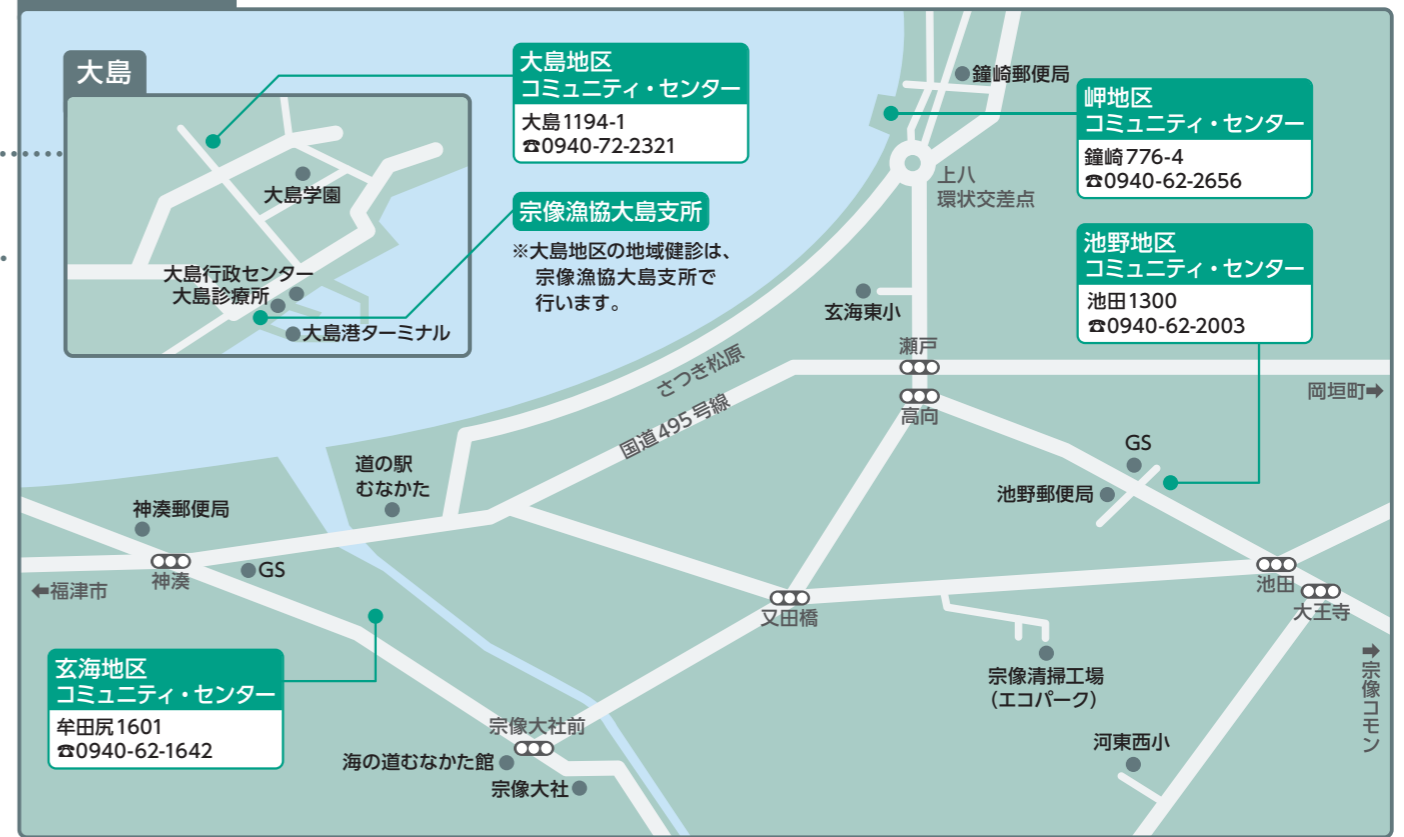 大島
大島学園
大島行政センター
大島診療所
大島港ターミナル
大島地区
コミュニティ・センター
大島1194-1
☎0940-72-2321
宗像漁協大島支所
※大島地区の地域健診は、
宗像漁協大島支所で
行います。
鐘崎郵便局
岬地区
コミュニティ・センター
鐘崎776-4
☎0940-62-2656
上八
環状交差点
池野地区
コミュニティ・センター
池田1300
☎0940-62-2003
玄海東小
瀬戸
さつき松原
国道495号線
高向
岡垣町➡
GS
池野郵便局
道の駅
むなかた
神湊郵便局
神湊
GS
⬅福津市
又田橋
池田
大王寺
宗像清掃工場
(エコパーク)
➡宗像コモン
玄海地区
コミュニティ・センター
牟田尻1601
☎0940-62-1642
宗像大社前
海の道むなかた館
宗像大社
河東西小